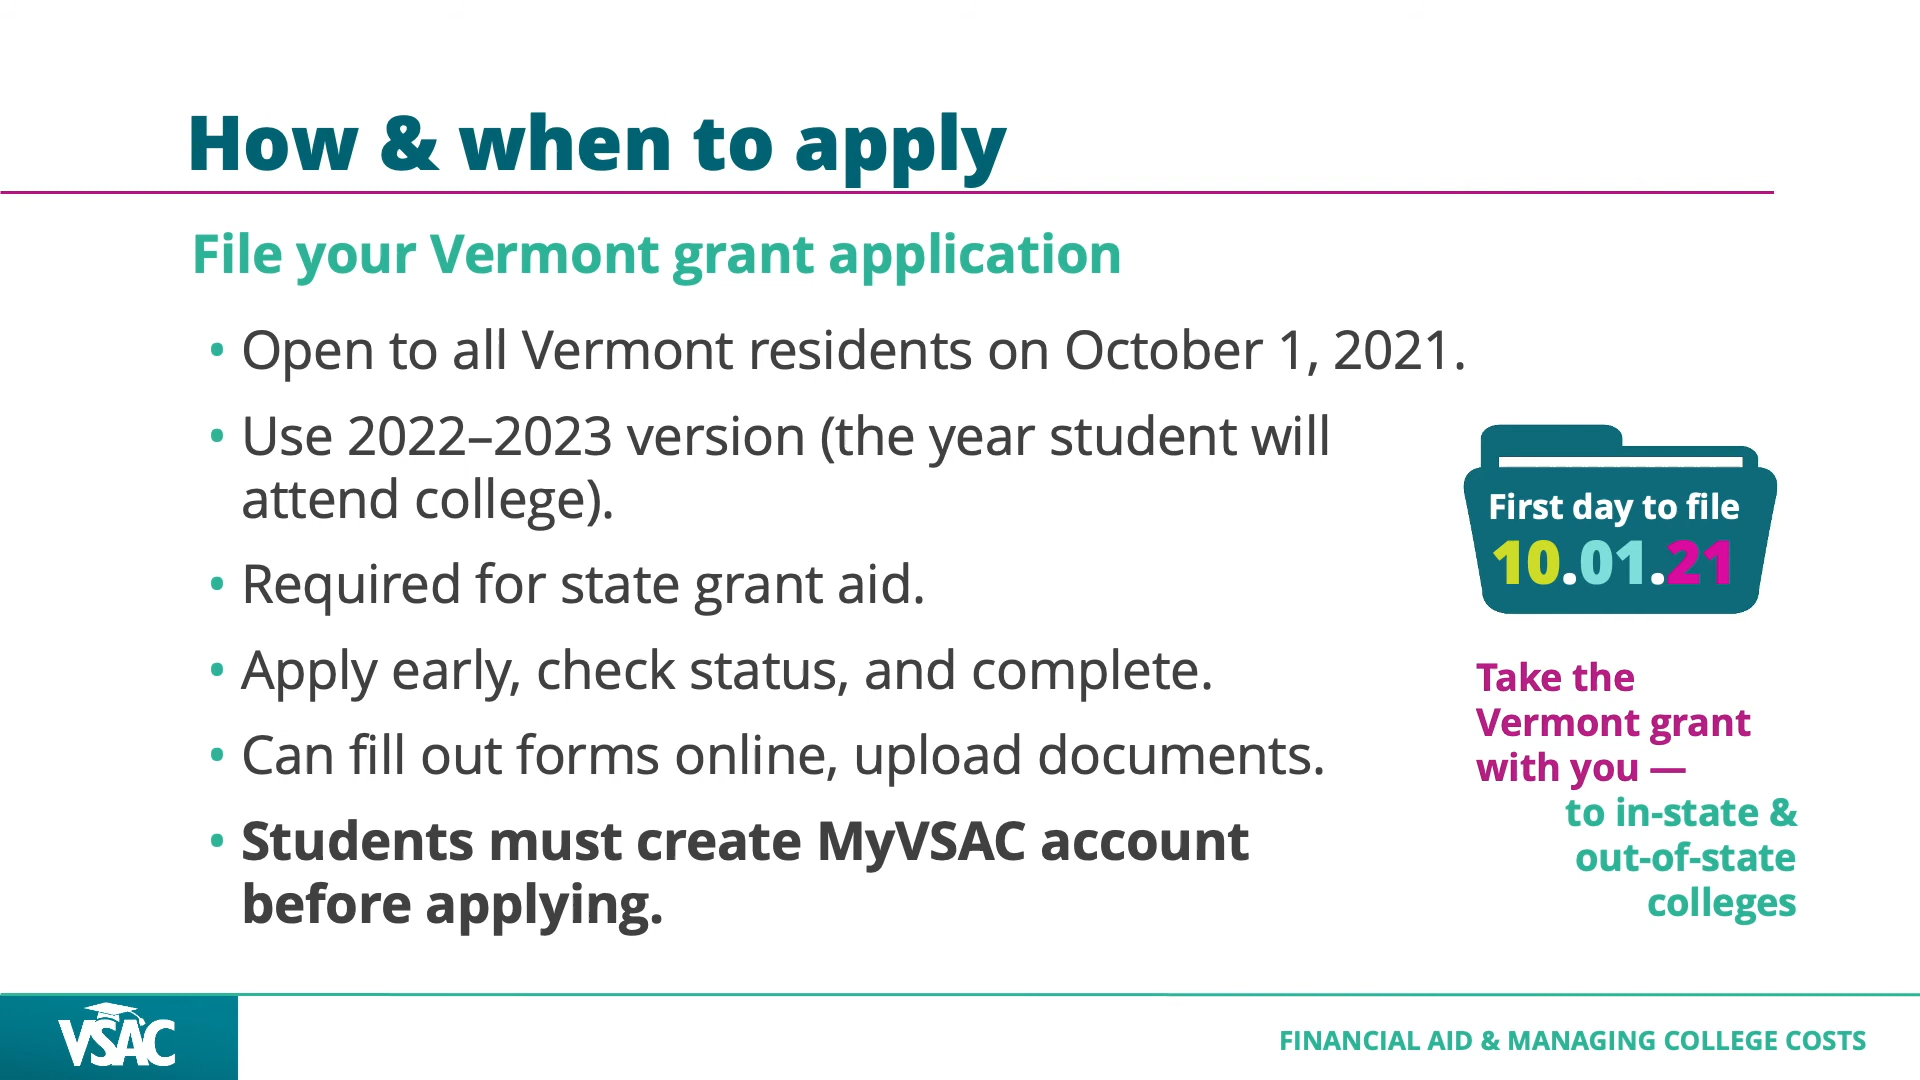 How & when to apply
File your Vermont grant application
• Open to all Vermont residents on October 1, 2021.
• Use 2022–2023 version (the year student will
attend college).
• Required for state grant aid.
• Apply early, check status, and complete.
• Can fill out forms online, upload documents.
• Students must create MyVSAC account
before applying.
First day to file
10.01.21
Take the
Vermont grant
with you —
to in-state &
out-of-state
colleges
VSAC
FINANCIAL AID & MANAGING COLLEGE COSTS